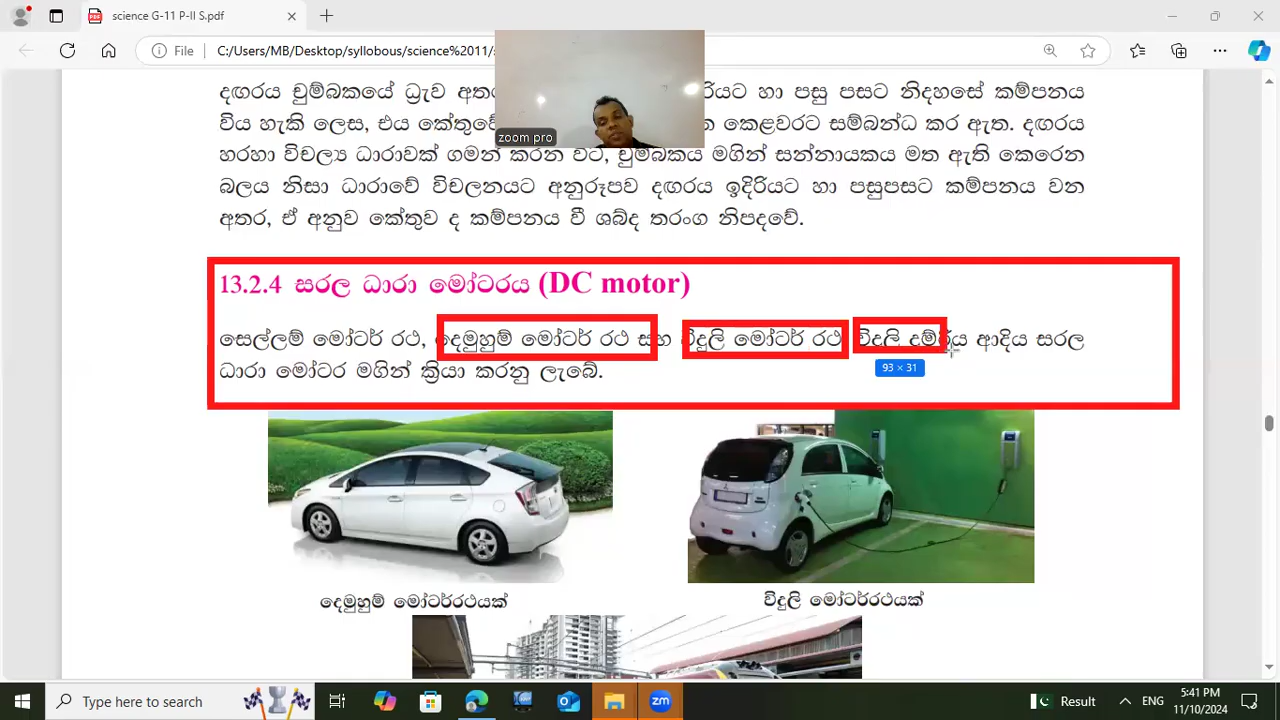 science G-11 P-II S.pdf
File
C:/Users/MB/Desktop/syllobous/science%2011/
zoom pro
දඟරය චුම්බකයේ ධ්‍රැව හා පසු පසට නිදහසේ කම්පනය
විය හැකි ලෙස, එය කෙළවරට සම්බන්ධ කර ඇත. දඟරය
හරහා විචල්‍ය ධාරාවක් ගමන් කරන විට, චුම්බකය මගින් සන්නායකය මත ඇති කෙරෙන
බලය නිසා ධාරාවේ විචලනයට අනුරූපව දඟරය ඉදිරියට හා පසුපසට කම්පනය වන
අතර, ඒ අනුව කේතුව ද කම්පනය වී ශබ්ද තරංග නිපදවේ.
13.2.4 සරල ධාරා මෝටරය (DC motor)
සෙල්ලම් මෝටර් රථ, දෙමුහුම් මෝටර් රථ සහ විදුලි මෝටර් රථ විදුලි දුම්රිය ආදිය සරල
ධාරා මෝටර මගින් ක්‍රියා කරනු ලැබේ.
93 × 31
දෙමුහුම් මෝටර්රථයක්
විදුලි මෝටර්රථයක්
Type here to search
zm
Result
ENG
5:41 PM
11/10/2024